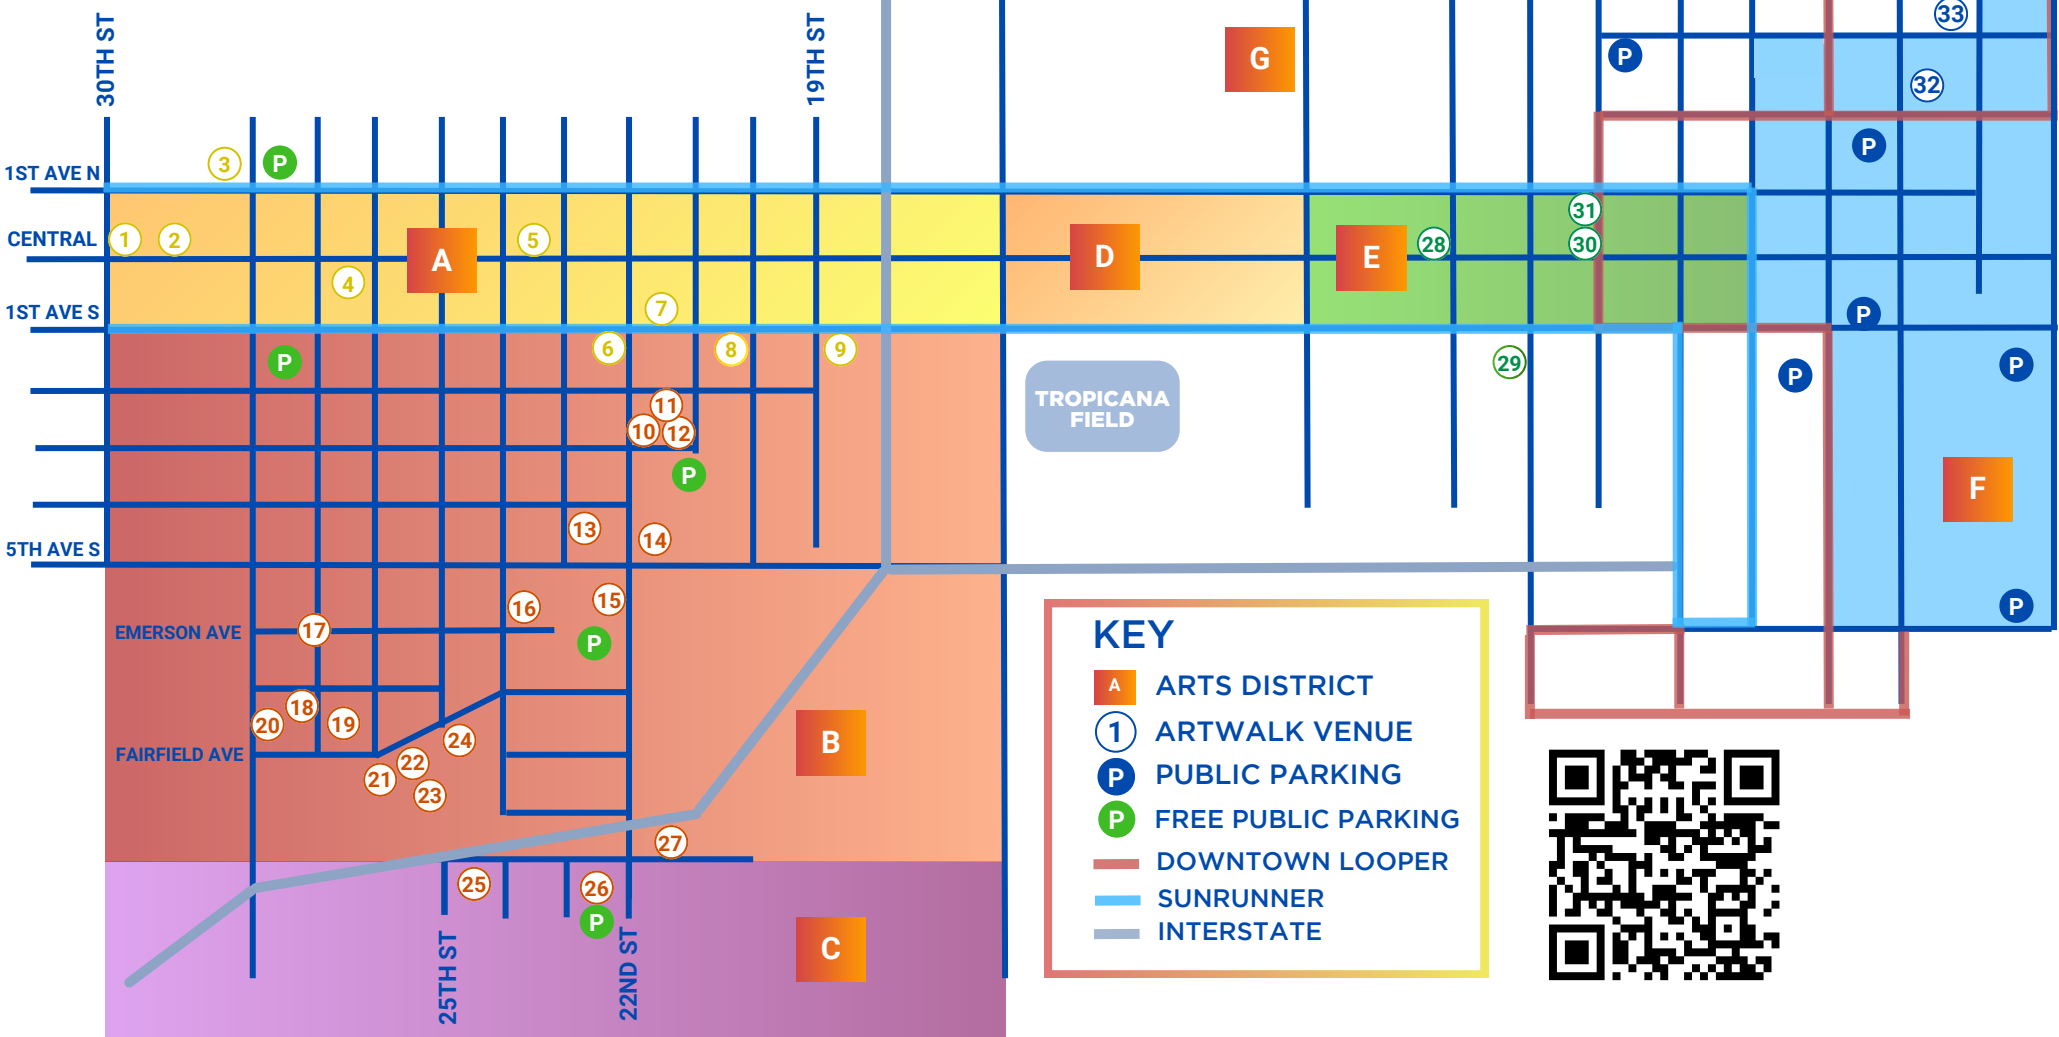 30TH ST
19TH ST
G
P
33
32
P
3
P
1ST AVE N
31
CENTRAL
1
2
A
5
D
E
28
30
4
1ST AVE S
7
P
P
6
8
9
29
P
P
TROPICANA
FIELD
11
10
12
P
F
13
14
5TH AVE S
16
15
P
EMERSON AVE
17
P
18
20
19
24
FAIRFIELD AVE
22
21
23
B
27
25
26
P
C
25TH ST
22ND ST
KEY
A ARTS DISTRICT
1 ARTWALK VENUE
P PUBLIC PARKING
P FREE PUBLIC PARKING
DOWNTOWN LOOPER
SUNRUNNER
INTERSTATE